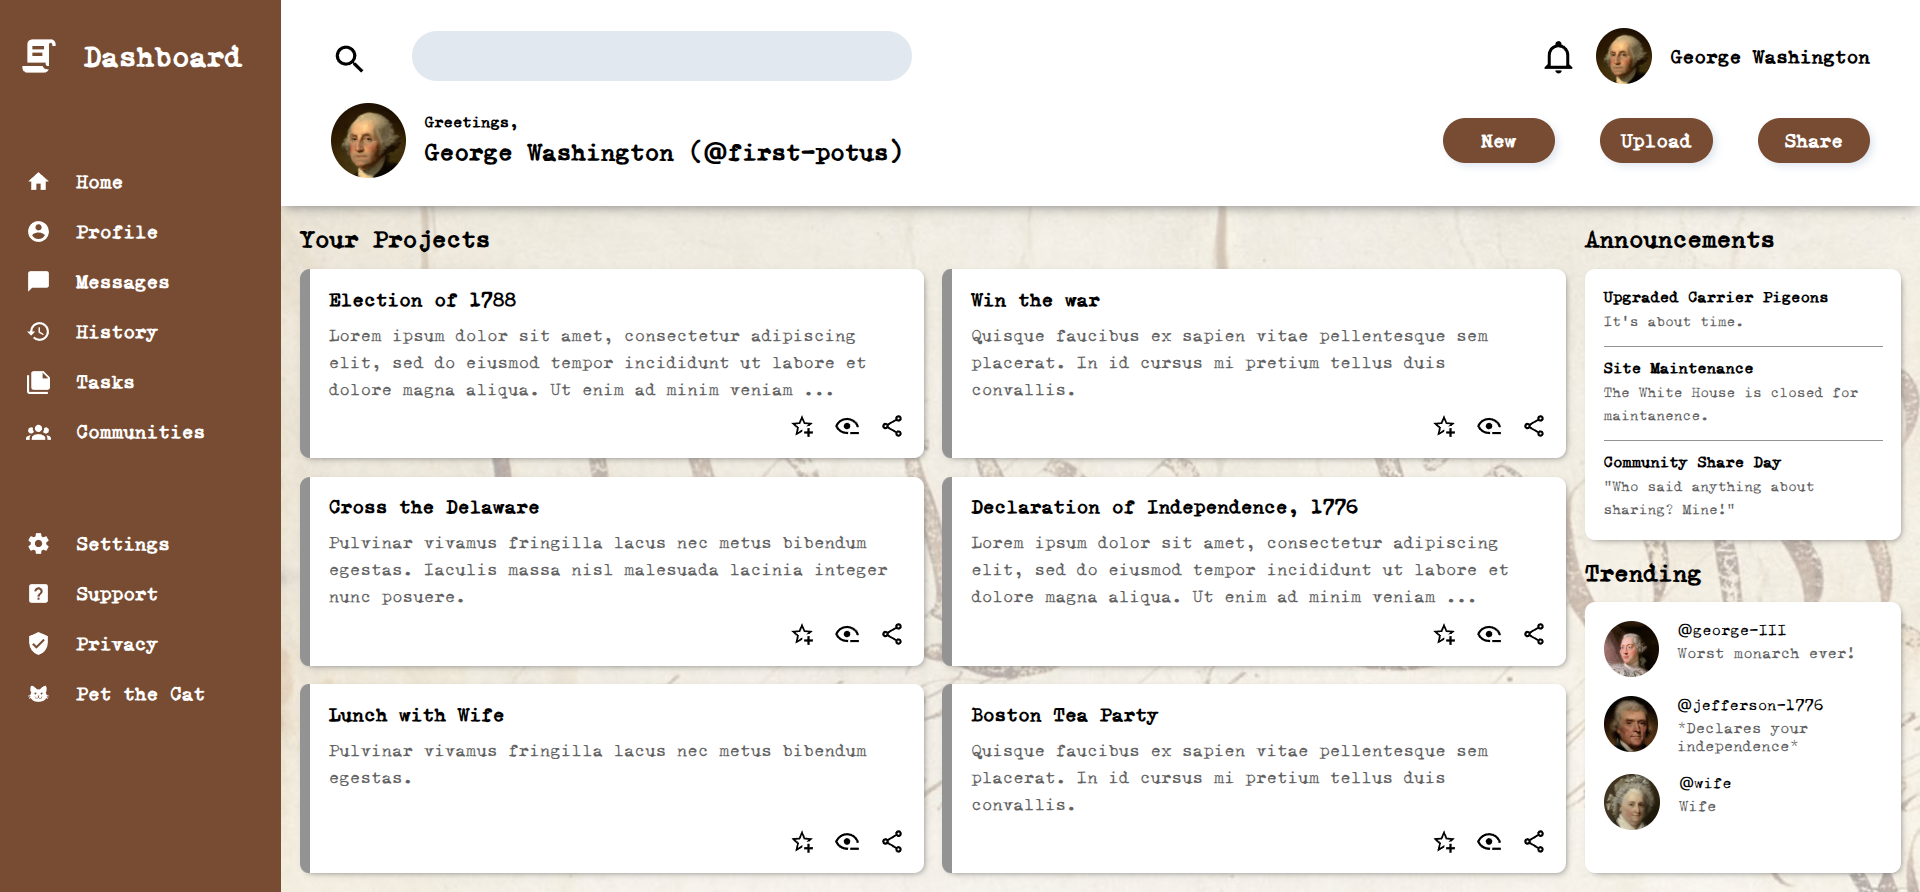 Dashboard
Home
Profile
Messages
History
Tasks
Communities
Settings
Support
Privacy
Pet the Cat
George Washington
Greetings,
George Washington (@first-potus)
New
Upload
Share
Your Projects
Election of 1788
Lorem ipsum dolor sit amet, consectetur adipiscing
elit, sed do eiusmod tempor incididunt ut labore et
dolore magna aliqua. Ut enim ad minim veniam ...
Win the war
Quisque faucibus ex sapien vitae pellentesque sem
placerat. In id cursus mi pretium tellus duis
convallis.
Cross the Delaware
Pulvinar vivamus fringilla lacus nec metus bibendum
egestas. Iaculis massa nisl malesuada lacinia integer
nunc posuere.
Declaration of Independence, 1776
Lorem ipsum dolor sit amet, consectetur adipiscing
elit, sed do eiusmod tempor incididunt ut labore et
dolore magna aliqua. Ut enim ad minim veniam ...
Lunch with Wife
Pulvinar vivamus fringilla lacus nec metus bibendum
egestas.
Boston Tea Party
Quisque faucibus ex sapien vitae pellentesque sem
placerat. In id cursus mi pretium tellus duis
convallis.
Announcements
Upgraded Carrier Pigeons
It's about time.
Site Maintenance
The White House is closed for
maintanence.
Community Share Day
"Who said anything about
sharing? Mine!"
Trending
@george-III
Worst monarch ever!
@jefferson-1776
*Declares your
independence*
@wife
Wife